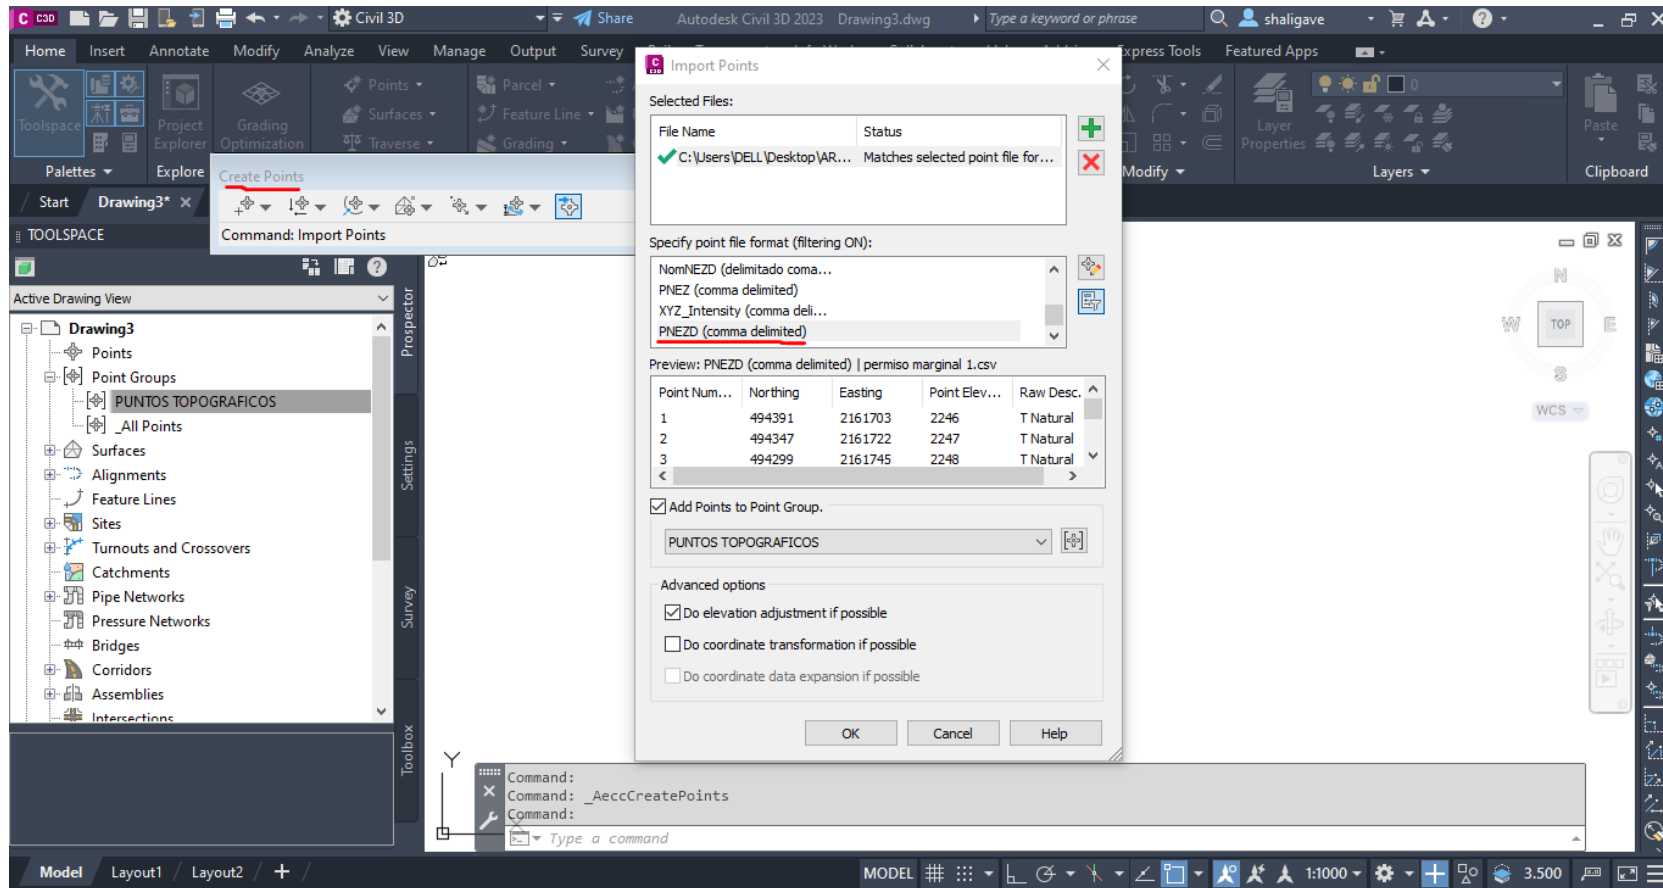 C C3D Civil 3D Share Autodesk Civil 3D 2023 Drawing3.dwg Type a keyword or phrase shaligave
Home Insert Annotate Modify Analyze View Manage Output Survey Express Tools Featured Apps
Import Points
Toolspace
Project Explorer
Grading Optimization
Points
Surfaces
Traverse
Parcel
Feature Line
Grading
0
Layer Properties
Paste
Palettes Explore Modify Layers Clipboard
Create Points
Start Drawing3*
Command: Import Points
TOOLSPACE
Active Drawing View
Drawing3
Points
Point Groups
PUNTOS TOPOGRAFICOS
_All Points
Surfaces
Alignments
Feature Lines
Sites
Turnouts and Crossovers
Catchments
Pipe Networks
Pressure Networks
Bridges
Corridors
Assemblies
Intersections
Prospector
Settings
Survey
Toolbox
Selected Files:
File Name Status
C:\Users\DELL\Desktop\AR... Matches selected point file for...
Specify point file format (filtering ON):
NomNEZD (delimitado coma...
PNEZ (comma delimited)
XYZ_Intensity (comma deli...
PNEZD (comma delimited)
Preview: PNEZD (comma delimited) | permiso marginal 1.csv
Point Num... Northing Easting Point Elev... Raw Desc.
1 494391 2161703 2246 T Natural
2 494347 2161722 2247 T Natural
3 494299 2161745 2248 T Natural
Add Points to Point Group.
PUNTOS TOPOGRAFICOS
Advanced options
Do elevation adjustment if possible
Do coordinate transformation if possible
Do coordinate data expansion if possible
OK Cancel Help
N
W TOP E
S
WCS
Y
X
Command:
Command: _AeccCreatePoints
Command:
Type a command
Model Layout1 Layout2 MODEL 1:1000 3.500